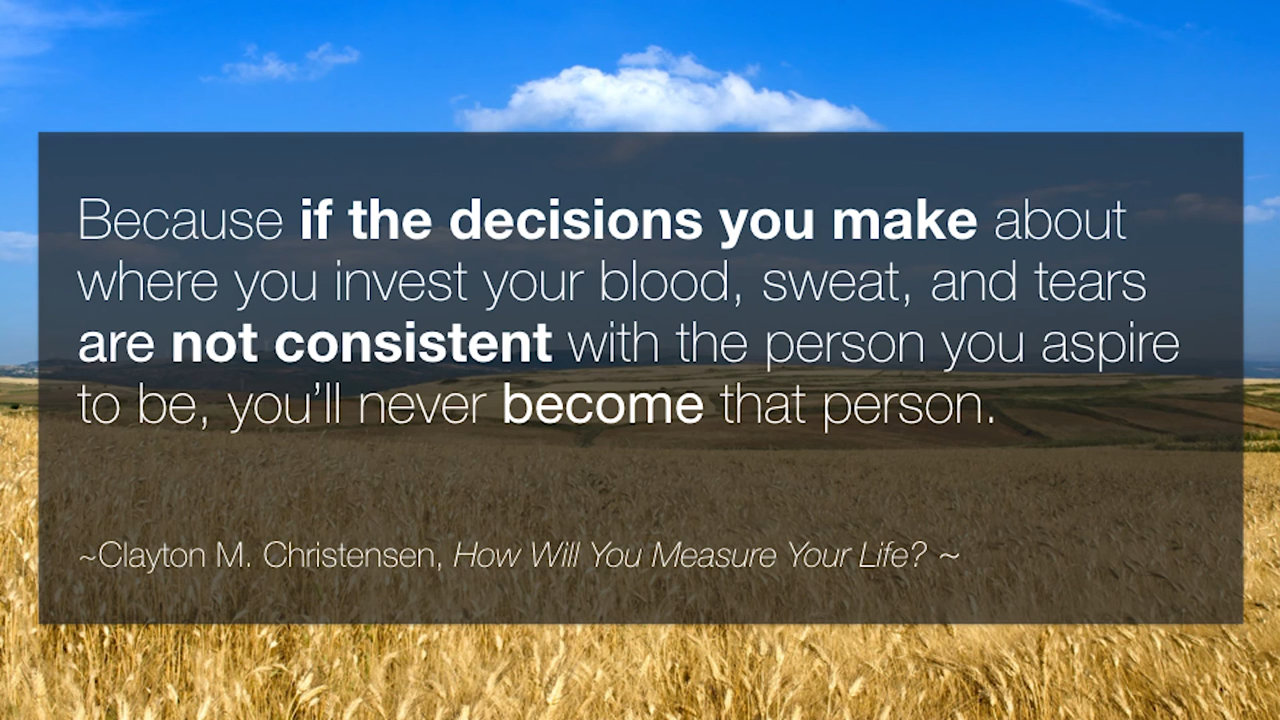 Because if the decisions you make about
where you invest your blood, sweat, and tears
are not consistent with the person you aspire
to be, you’ll never become that person.
~Clayton M. Christensen, How Will You Measure Your Life? ~